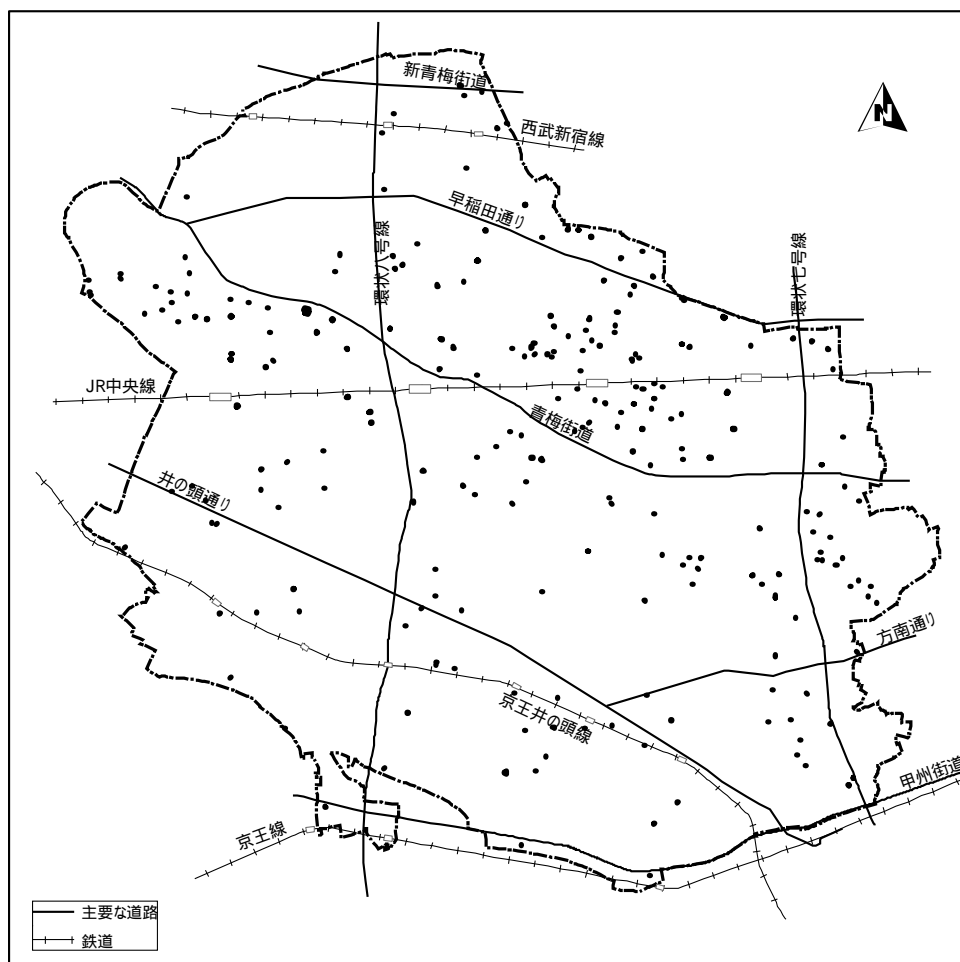 新青梅街道
N
西武新宿線
早稲田通り
環状八号線
環状七号線
JR中央線
青梅街道
井の頭通り
方南通り
京王井の頭線
甲州街道
京王線
主要な道路
鉄道